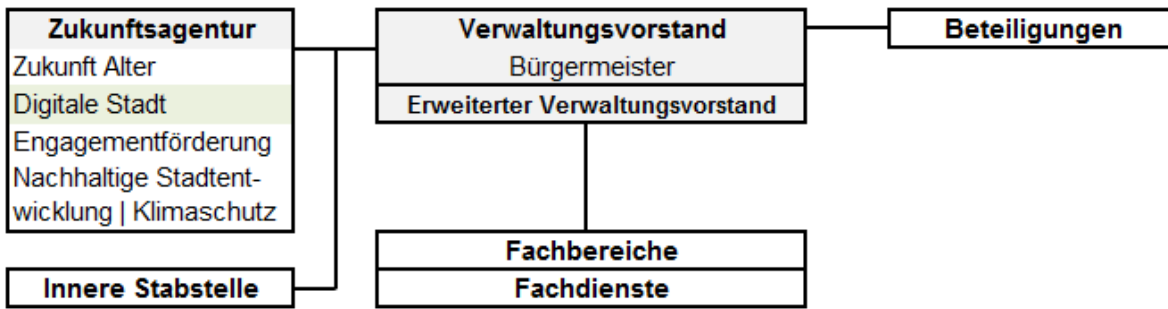 Zukunftsagentur
Zukunft Alter
Digitale Stadt
Engagementförderung
Nachhaltige Stadtent-
wicklung | Klimaschutz
Innere Stabstelle
Verwaltungsvorstand
Bürgermeister
Erweiterter Verwaltungsvorstand
Fachbereiche
Fachdienste
Beteiligungen